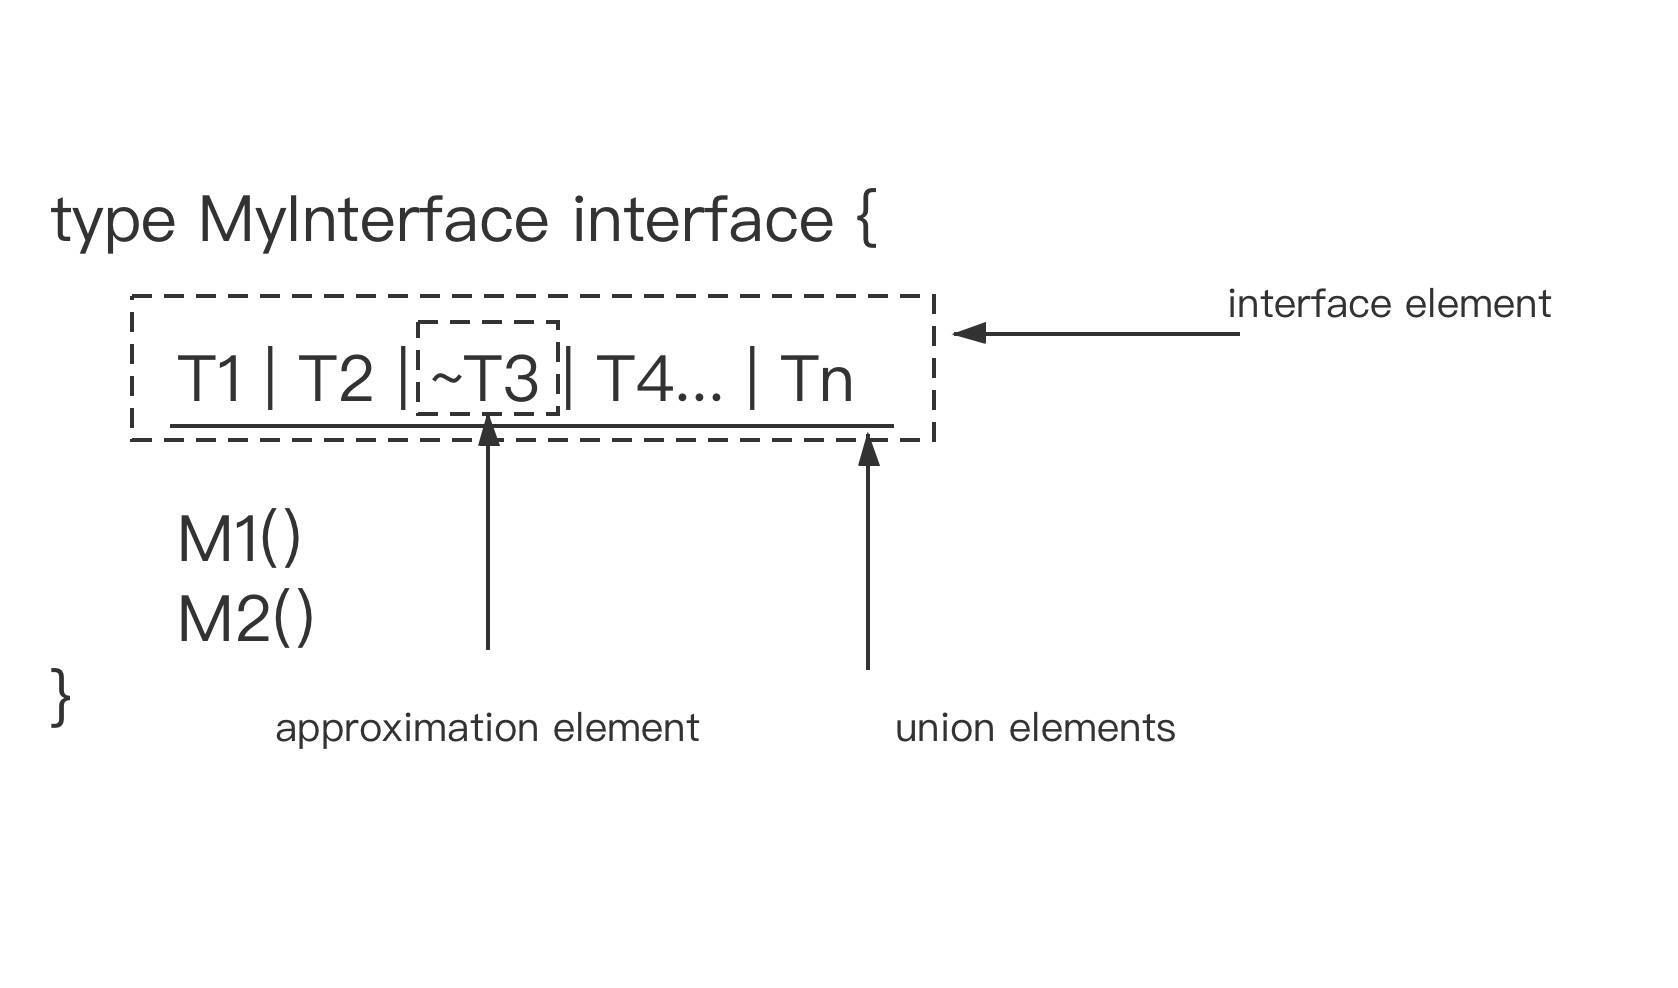 type MyInterface interface {
interface element
T1 | T2 | ~T3 | T4... | Tn
M1()
M2()
}
approximation element
union elements